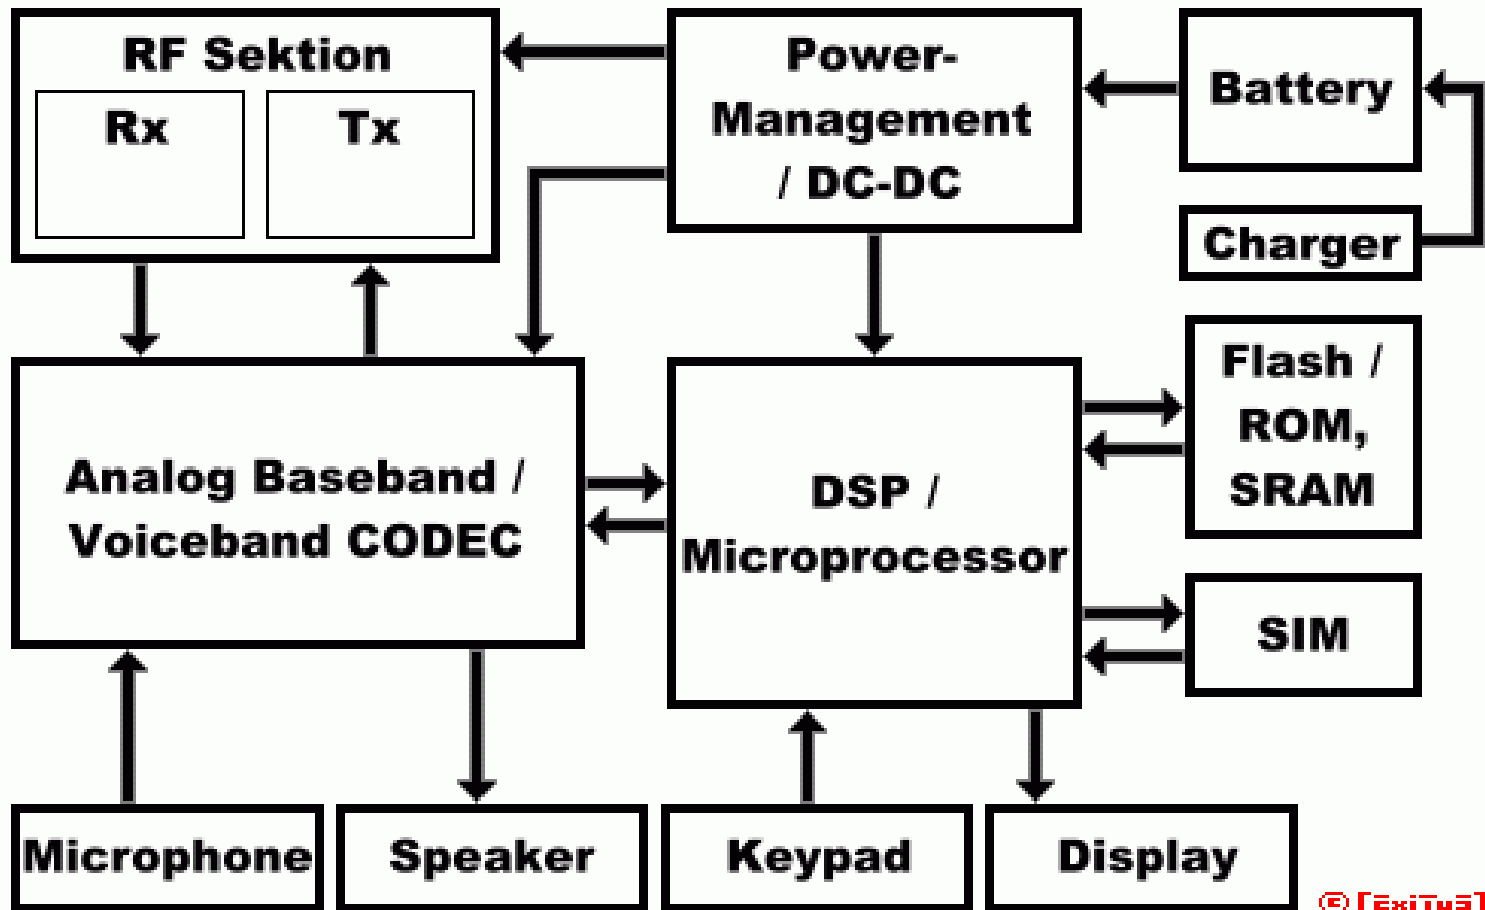 RF Sektion
Rx
Tx
Power-
Management
/ DC-DC
Battery
Charger
Analog Baseband /
Voiceband CODEC
DSP /
Microprocessor
Flash /
ROM,
SRAM
SIM
Microphone
Speaker
Keypad
Display
© [ExiTuS]